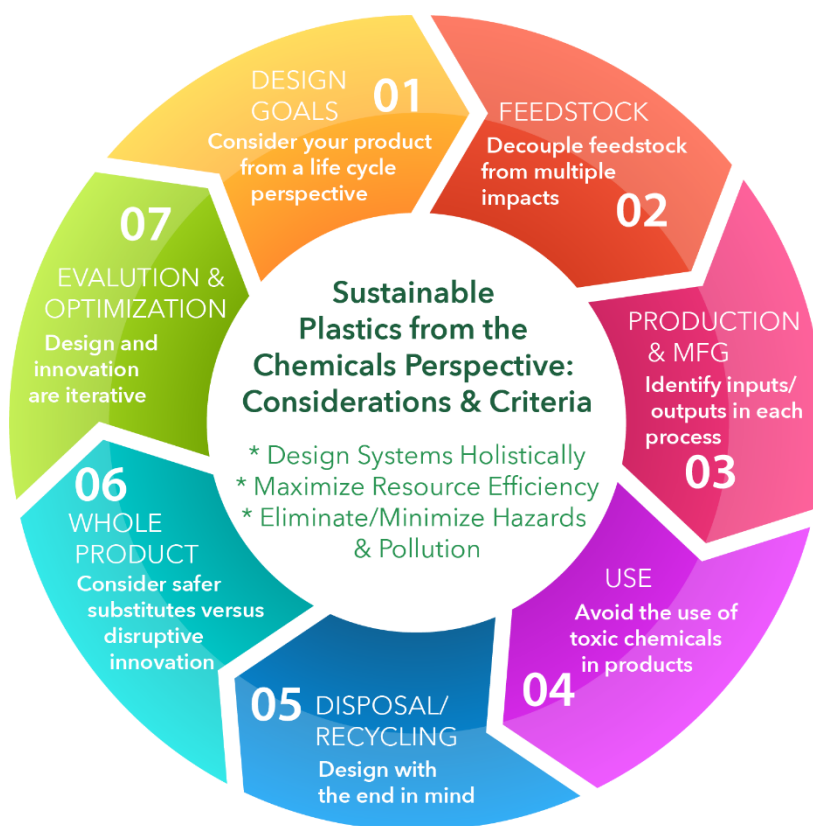 DESIGN
GOALS
01
Consider your product
from a life cycle
perspective
FEEDSTOCK
Decouple feedstock
from multiple
impacts
02
PRODUCTION
& MFG
Identify inputs/
outputs in each
process
03
USE
Avoid the use of
toxic chemicals
in products
04
05
DISPOSAL/
RECYCLING
Design with
the end in mind
06
WHOLE
PRODUCT
Consider safer
substitutes versus
disruptive
innovation
07
EVALUTION &
OPTIMIZATION
Design and
innovation
are iterative
Sustainable
Plastics from the
Chemicals Perspective:
Considerations & Criteria
* Design Systems Holistically
* Maximize Resource Efficiency
* Eliminate/Minimize Hazards
& Pollution